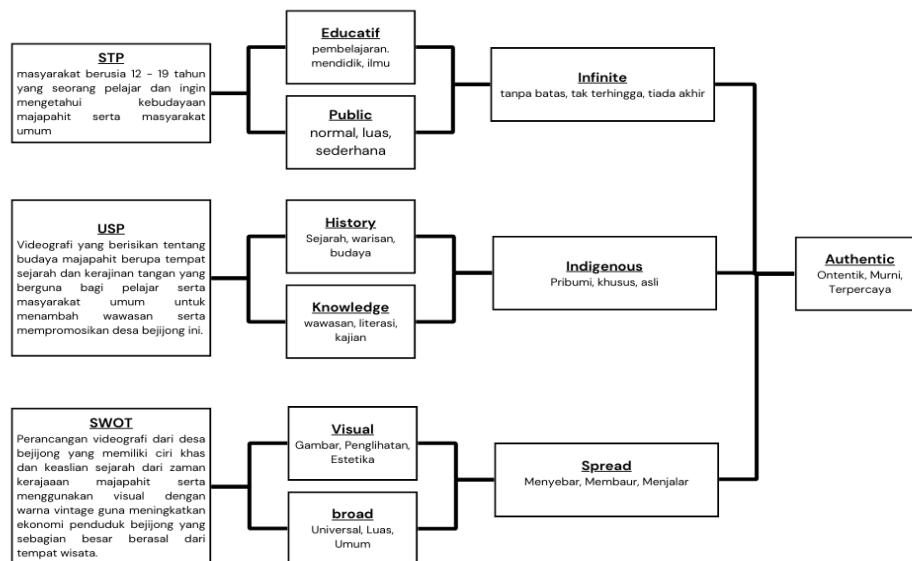 STP
masyarakat berusia 12 - 19 tahun
yang seorang pelajar dan ingin
mengetahui kebudayaan
majapahit serta masyarakat
umum
Educatif
pembelajaran.
mendidik, ilmu
Public
normal, luas,
sederhana
Infinite
tanpa batas, tak terhingga, tiada akhir
USP
Videografi yang berisikan tentang
budaya majapahit berupa tempat
sejarah dan kerajinan tangan yang
berguna bagi pelajar serta
masyarakat umum untuk
menambah wawasan serta
mempromosikan desa bejijong ini.
History
Sejarah, warisan,
budaya
Knowledge
wawasan, literasi,
kajian
Indigenous
Pribumi, khusus, asli
Authentic
Ontentik, Murni,
Terpercaya
SWOT
Perancangan videografi dari desa
bejijong yang memiliki ciri khas
dan keaslian sejarah dari zaman
kerajaaan majapahit serta
menggunakan visual dengan
warna vintage guna meningkatkan
ekonomi penduduk bejijong yang
sebagian besar berasal dari
tempat wisata.
Visual
Gambar, Penglihatan,
Estetika
broad
Universal, Luas,
Umum
Spread
Menyebar, Membaur, Menjalar